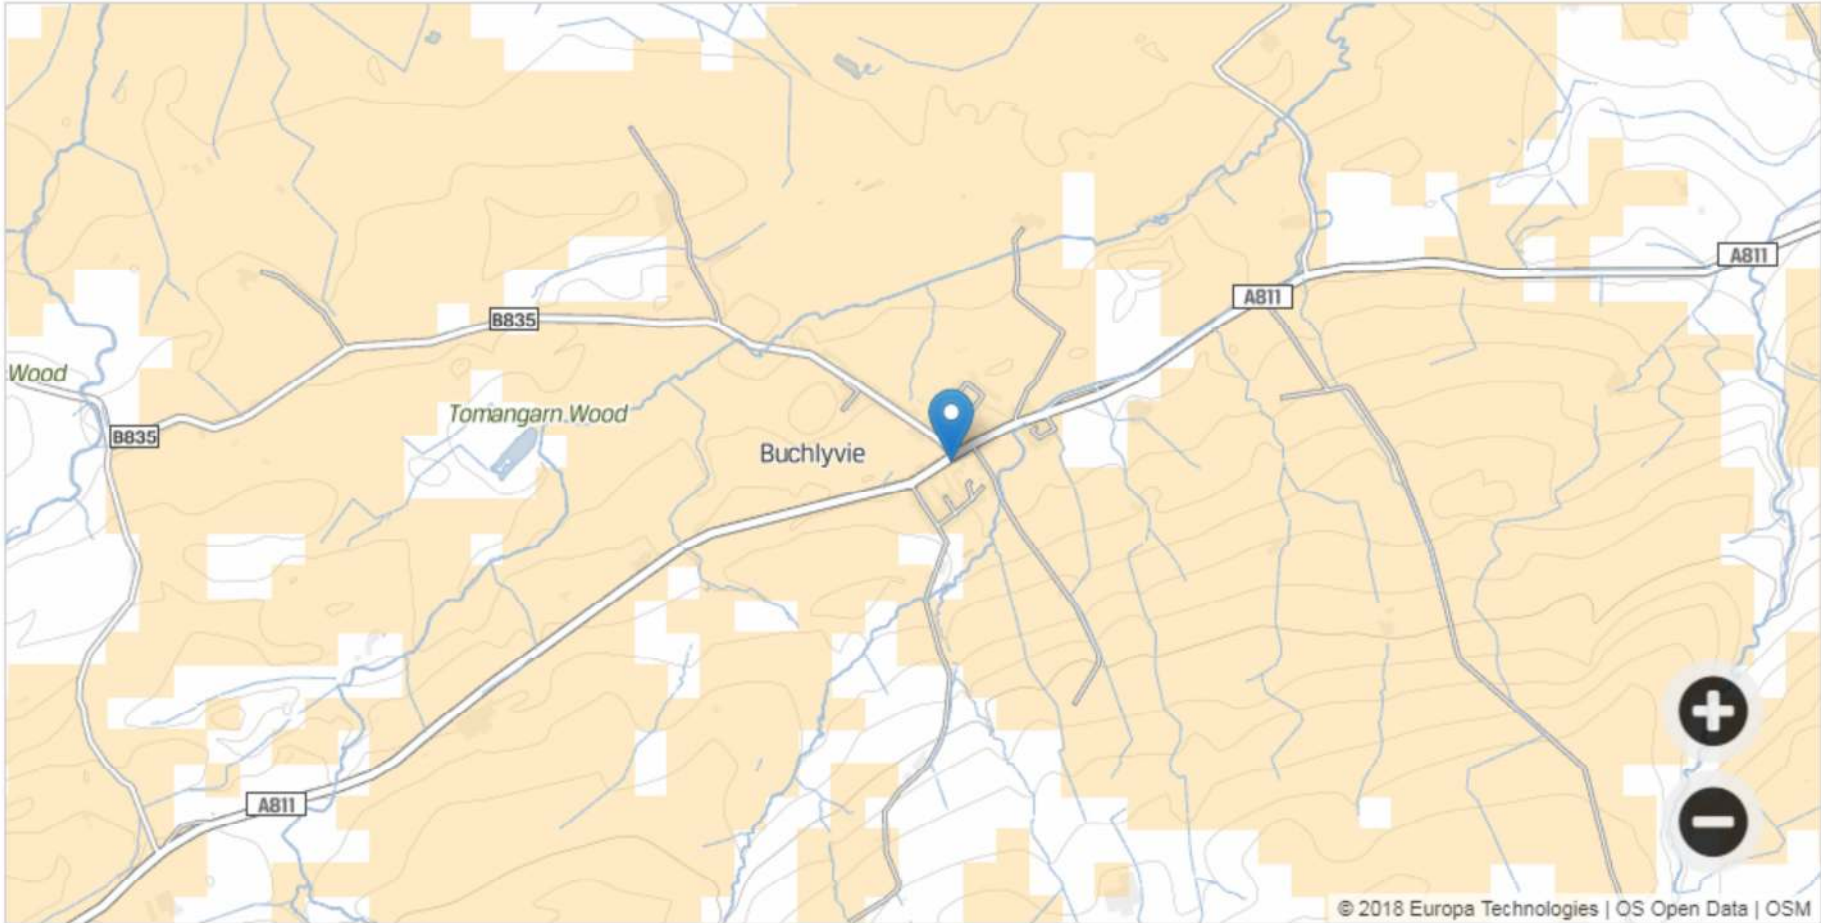 A811
A811
B835
Wood
Tomangarn Wood
B835
Buchlyvie
A811
© 2018 Europa Technologies | OS Open Data | OSM